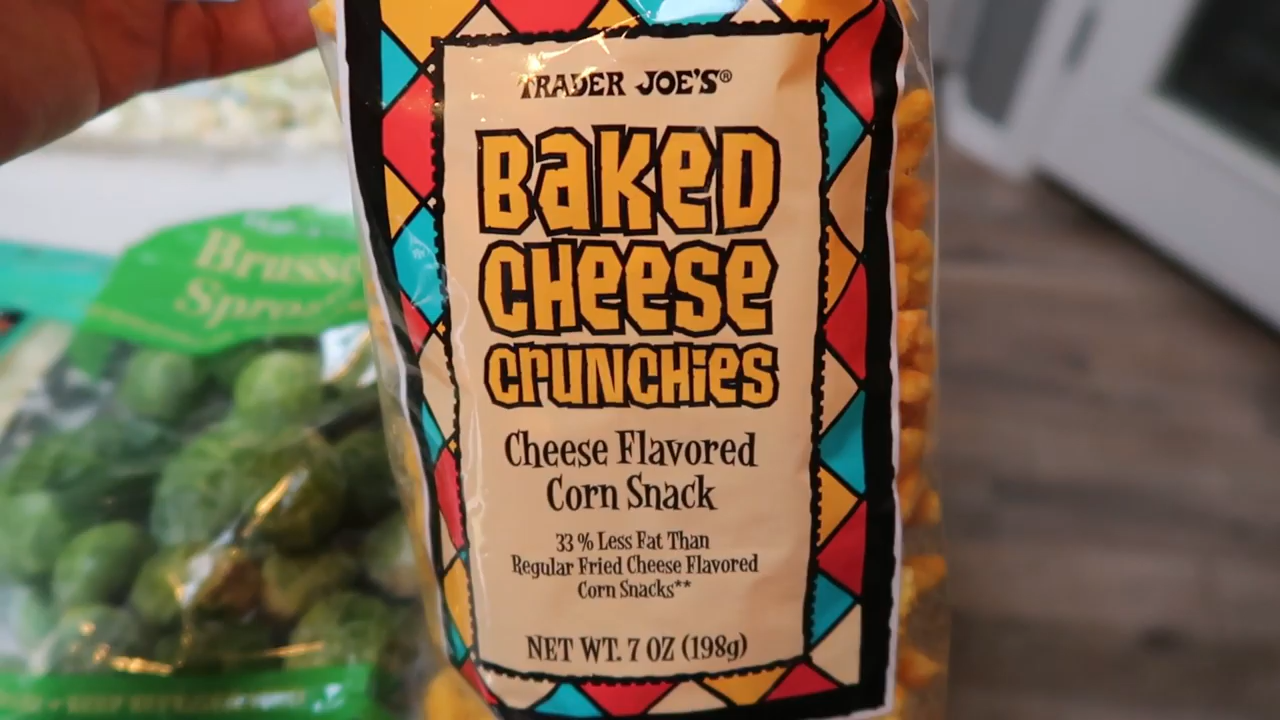 TRADER JOE'S®
BAKED
CHEESE
CRUNCHIES
Cheese Flavored
Corn Snack
33% Less Fat Than
Regular Fried Cheese Flavored
Corn Snacks**
NET WT. 7 OZ (198g)